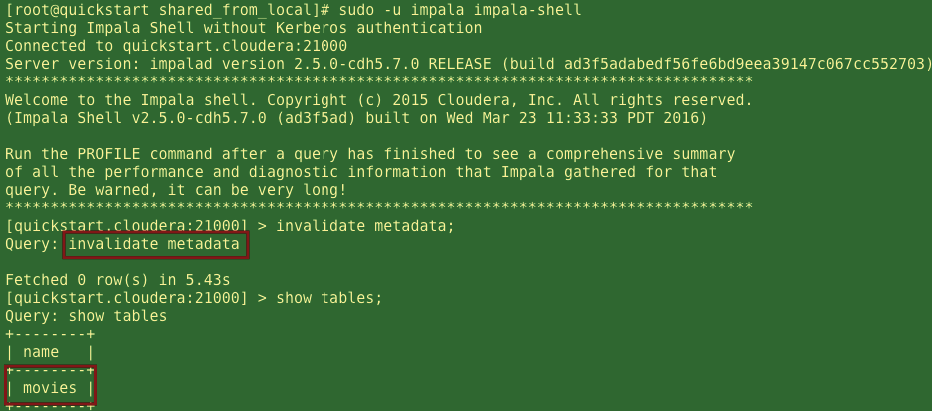 [root@quickstart shared_from_local]# sudo -u impala impala-shell
Starting Impala Shell without Kerberos authentication
Connected to quickstart.cloudera:21000
Server version: impalad version 2.5.0-cdh5.7.0 RELEASE (build ad3f5adabedf56fe6bd9eea39147c067cc552703)
***********************************************************************************
Welcome to the Impala shell. Copyright (c) 2015 Cloudera, Inc. All rights reserved.
(Impala Shell v2.5.0-cdh5.7.0 (ad3f5ad) built on Wed Mar 23 11:33:33 PDT 2016)
Run the PROFILE command after a query has finished to see a comprehensive summary
of all the performance and diagnostic information that Impala gathered for that
query. Be warned, it can be very long!
***********************************************************************************
[quickstart.cloudera:21000] > invalidate metadata;
Query: invalidate metadata
Fetched 0 row(s) in 5.43s
[quickstart.cloudera:21000] > show tables;
Query: show tables
+--------+
| name   |
+--------+
| movies |
+--------+